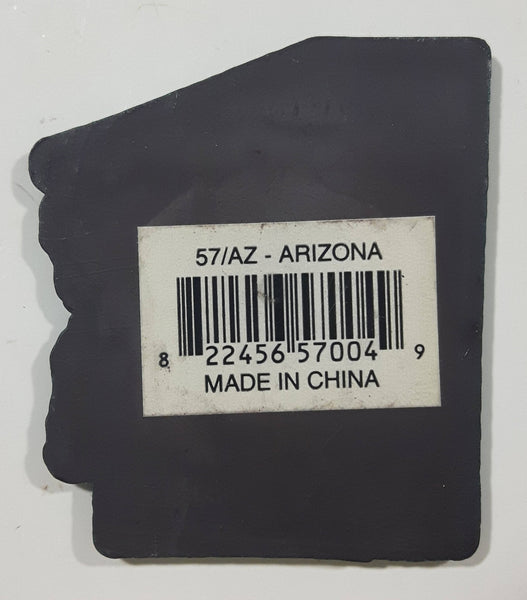 57/AZ - ARIZONA
8 22456 57004 9
MADE IN CHINA